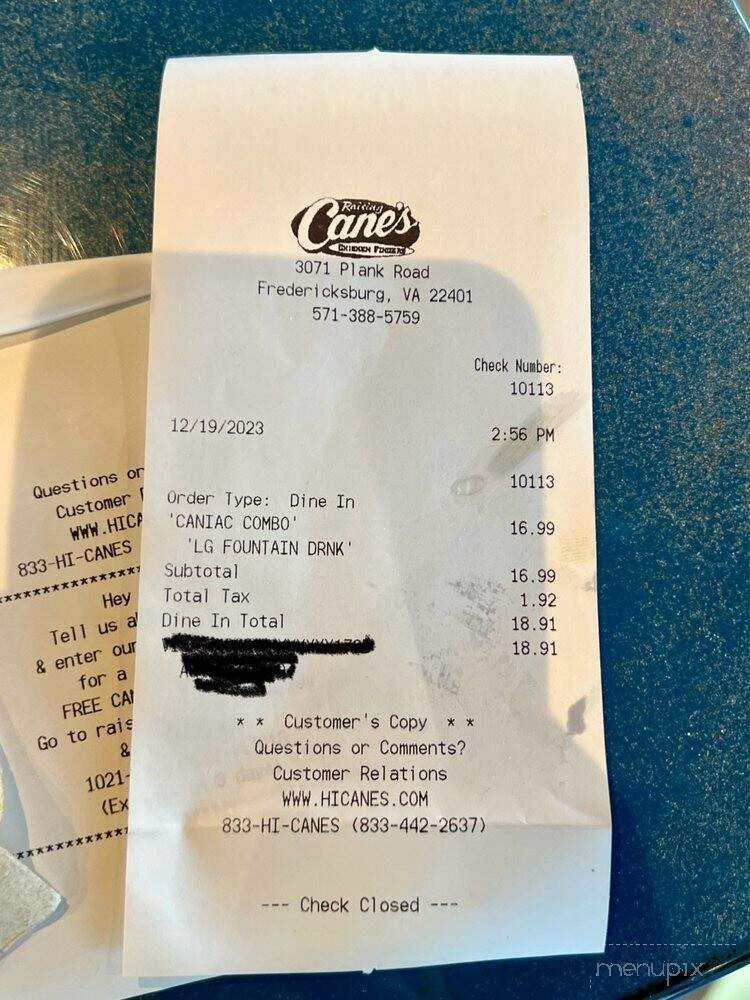 Raising
Cane's
CHICKEN FINGERS
3071 Plank Road
Fredericksburg, VA 22401
571-388-5759
Check Number:
10113
12/19/2023 2:56 PM
10113
Order Type: Dine In
'CANIAC COMBO' 16.99
'LG FOUNTAIN DRNK'
Subtotal 16.99
Total Tax 1.92
Dine In Total 18.91
18.91
* * Customer's Copy * *
Questions or Comments?
Customer Relations
WWW.HICANES.COM
833-HI-CANES (833-442-2637)
--- Check Closed ---
Questions or
Customer
WWW.HICA
833-HI-CANES
********************
Hey
Tell us a
& enter our
for a
FREE CAN
Go to rais
&
1021-
(Ex
********************
menupix